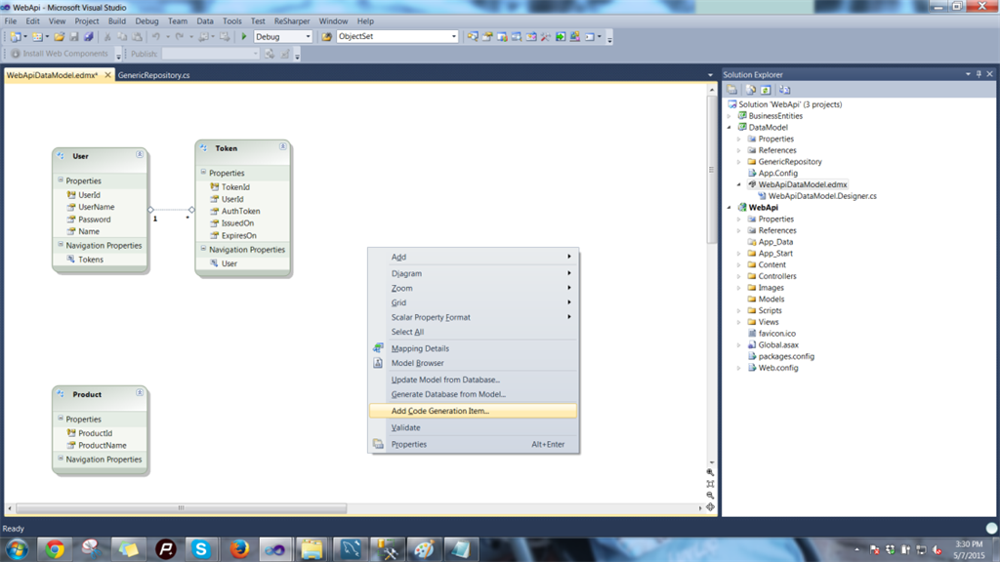 WebApi - Microsoft Visual Studio
File Edit View Project Build Debug Team Data Tools Test ReSharper Window Help
Debug ObjectSet
Install Web Components Publish:
WebApiDataModel.edmx* GenericRepository.cs
User
Properties
UserId
UserName
Password
Name
Navigation Properties
Tokens
1 *
Token
Properties
TokenId
UserId
AuthToken
IssuedOn
ExpiresOn
Navigation Properties
User
Product
Properties
ProductId
ProductName
Navigation Properties
Add
Diagram
Zoom
Grid
Scalar Property Format
Select All
Mapping Details
Model Browser
Update Model from Database...
Generate Database from Model...
Add Code Generation Item...
Validate
Properties Alt+Enter
Solution Explorer
Solution 'WebApi' (3 projects)
BusinessEntities
DataModel
Properties
References
GenericRepository
App.Config
WebApiDataModel.edmx
WebApiDataModel.Designer.cs
WebApi
Properties
References
App_Data
App_Start
Content
Controllers
Images
Models
Scripts
Views
favicon.ico
Global.asax
packages.config
Web.config
Ready
3:30 PM
5/7/2015